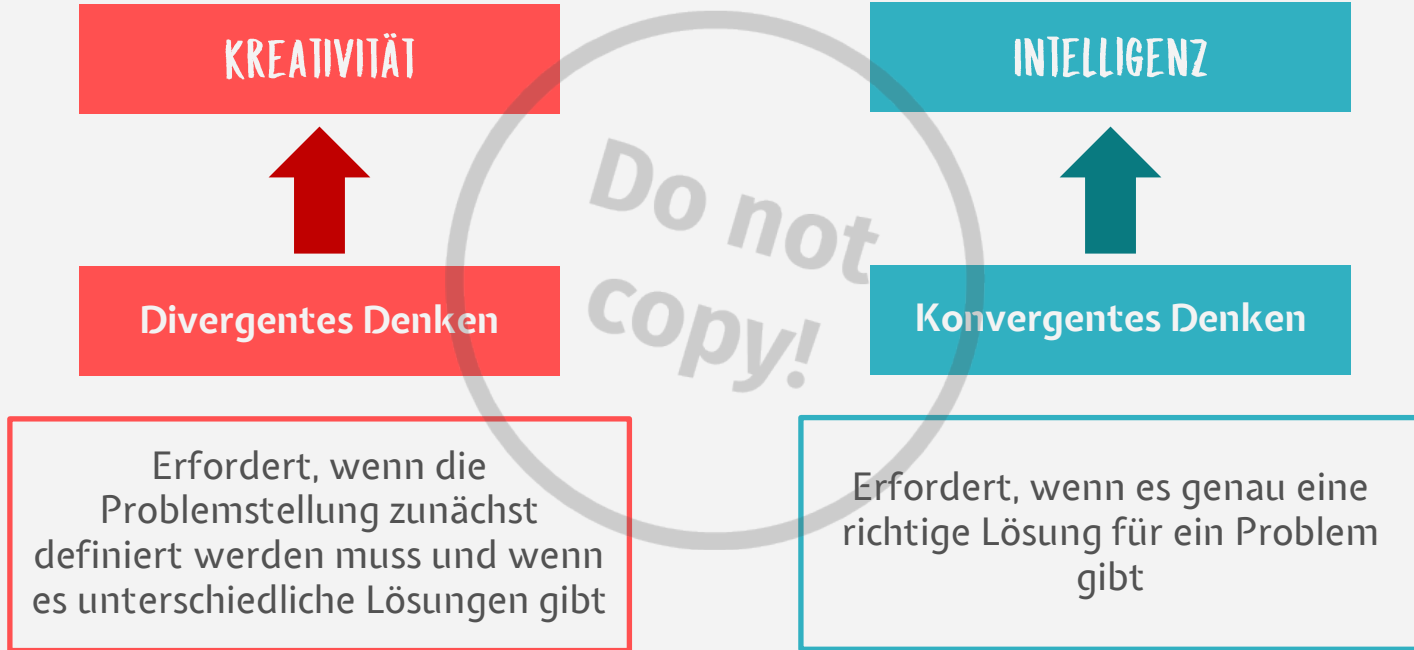 KREATIVITÄT
Divergentes Denken
Erfordert, wenn die
Problemstellung zunächst
definiert werden muss und wenn
es unterschiedliche Lösungen gibt
INTELLIGENZ
Konvergentes Denken
Erfordert, wenn es genau eine
richtige Lösung für ein Problem
gibt
Do not
copy!